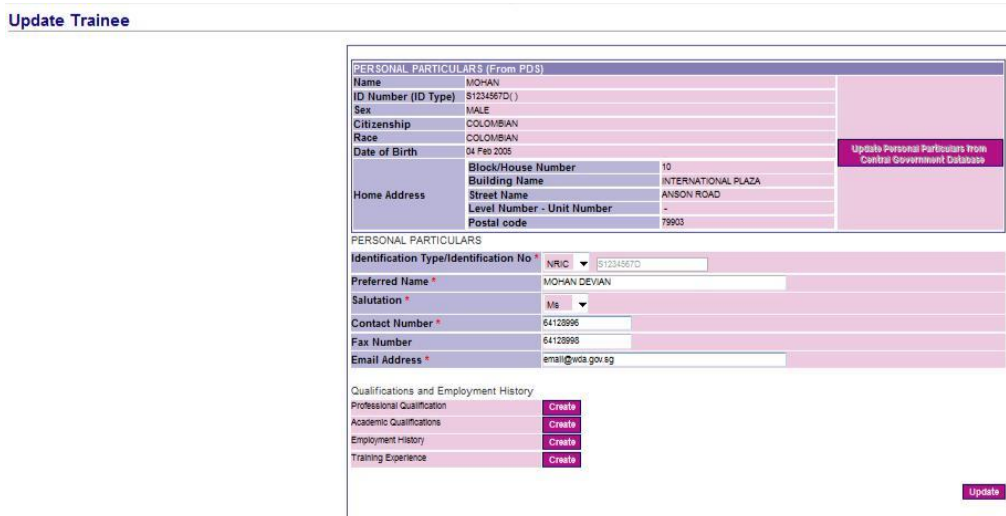 Update Trainee
PERSONAL PARTICULARS (From PDS)
Name MOHAN
ID Number (ID Type) S1234567D( )
Sex MALE
Citizenship COLOMBIAN
Race COLOMBIAN
Date of Birth 04 Feb 2005
Update Personal Particulars from
Central Government Database
Home Address
Block/House Number 10
Building Name INTERNATIONAL PLAZA
Street Name ANSON ROAD
Level Number - Unit Number -
Postal code 79903
PERSONAL PARTICULARS
Identification Type/Identification No * NRIC S1234567D
Preferred Name * MOHAN DEVIAN
Salutation * Ms
Contact Number * 64128996
Fax Number 64128998
Email Address * email@wda.gov.sg
Qualifications and Employment History
Professional Qualification Create
Academic Qualifications Create
Employment History Create
Training Experience Create
Update